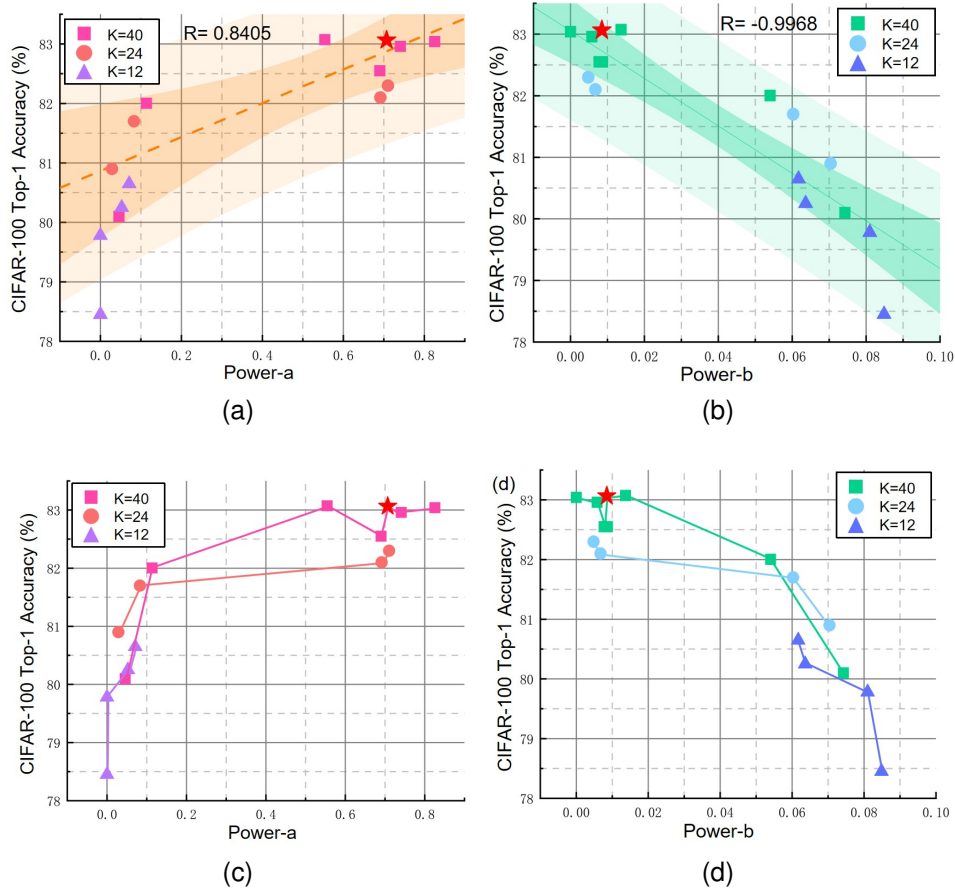 K=40
K=24
K=12
R= 0.8405
CIFAR-100 Top-1 Accuracy (%)
83
82
81
80
79
78
0.0 0.2 0.4 0.6 0.8
Power-a
(a)
R= -0.9968
K=40
K=24
K=12
CIFAR-100 Top-1 Accuracy (%)
83
82
81
80
79
78
0.00 0.02 0.04 0.06 0.08 0.10
Power-b
(b)
K=40
K=24
K=12
CIFAR-100 Top-1 Accuracy (%)
83
82
81
80
79
78
0.0 0.2 0.4 0.6 0.8
Power-a
(c)
(d)
K=40
K=24
K=12
CIFAR-100 Top-1 Accuracy (%)
83
82
81
80
79
78
0.00 0.02 0.04 0.06 0.08 0.10
Power-b
(d)